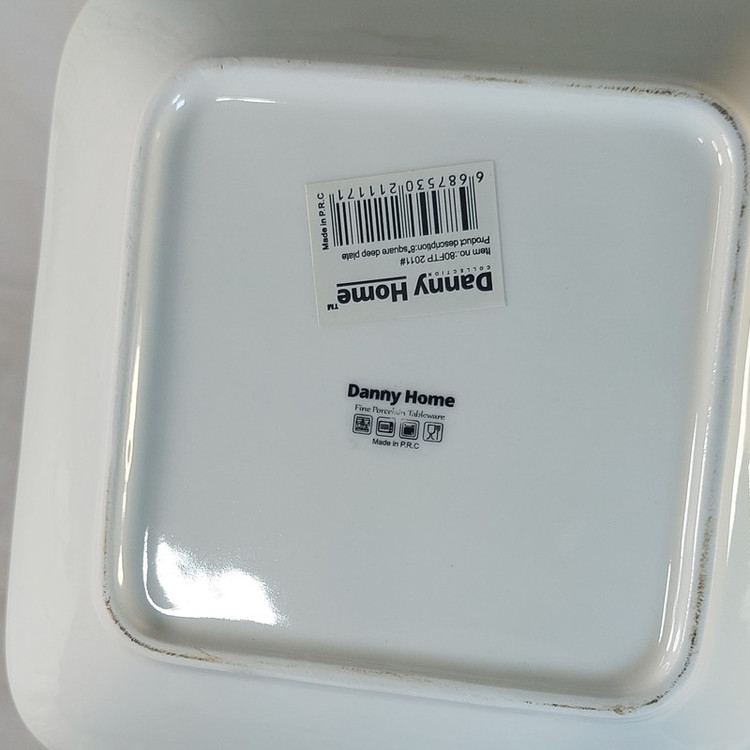 Danny Home™
COLLECTION
Item no.:80FTP 2011#
Product description:8"square deep plate
6 687530 211171
Made in P.R.C
Danny Home
Fine Porcelain Tableware
Made in P.R.C